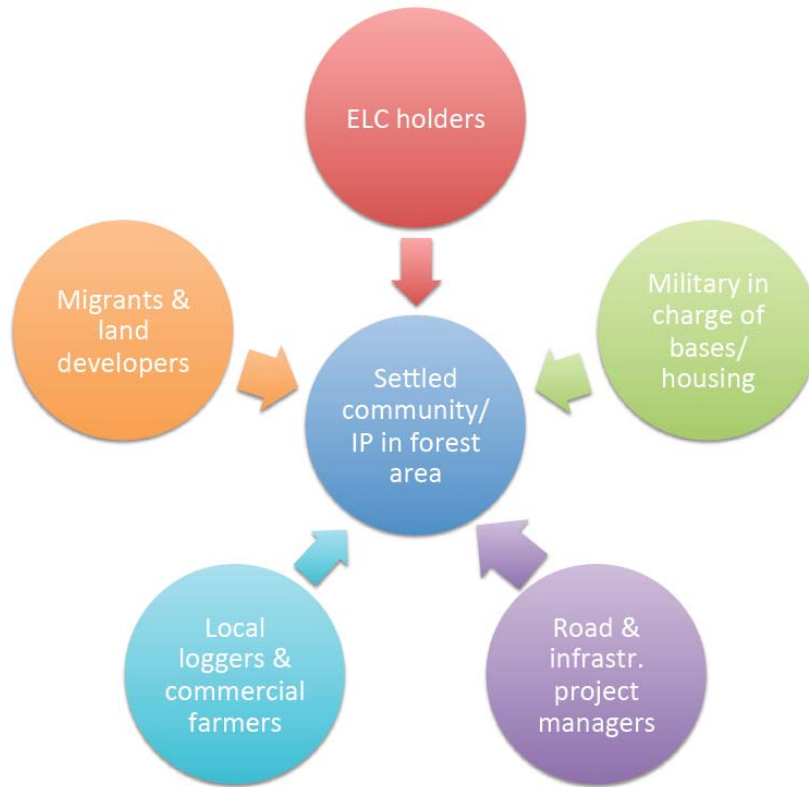 ELC holders
Migrants &
land
developers
Military in
charge of
bases/
housing
Settled
community/
IP in forest
area
Local
loggers &
commercial
farmers
Road &
infrastr.
project
managers